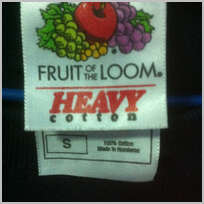 FRUIT OF THE LOOM®
HEAVY
cotton
S
100% Cotton
Made in Honduras